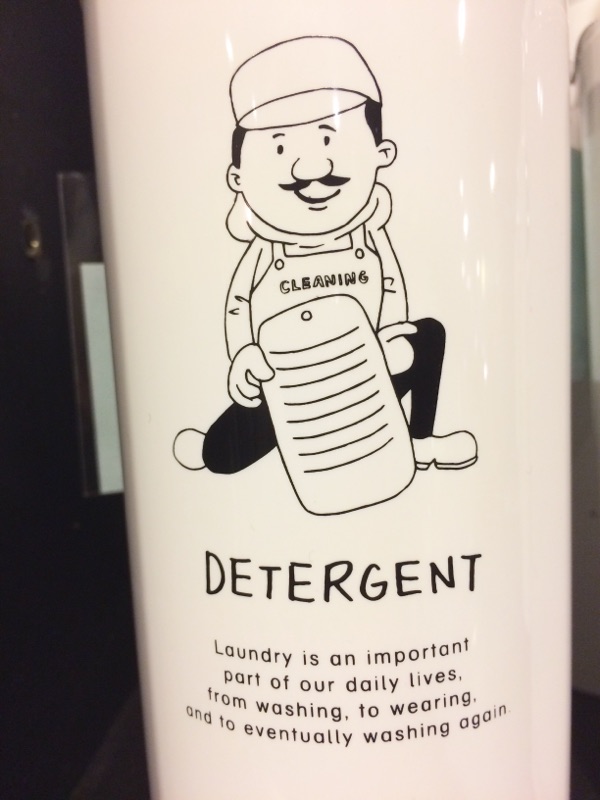 CLEANING
DETERGENT
Laundry is an important
part of our daily lives,
from washing, to wearing,
and to eventually washing again.